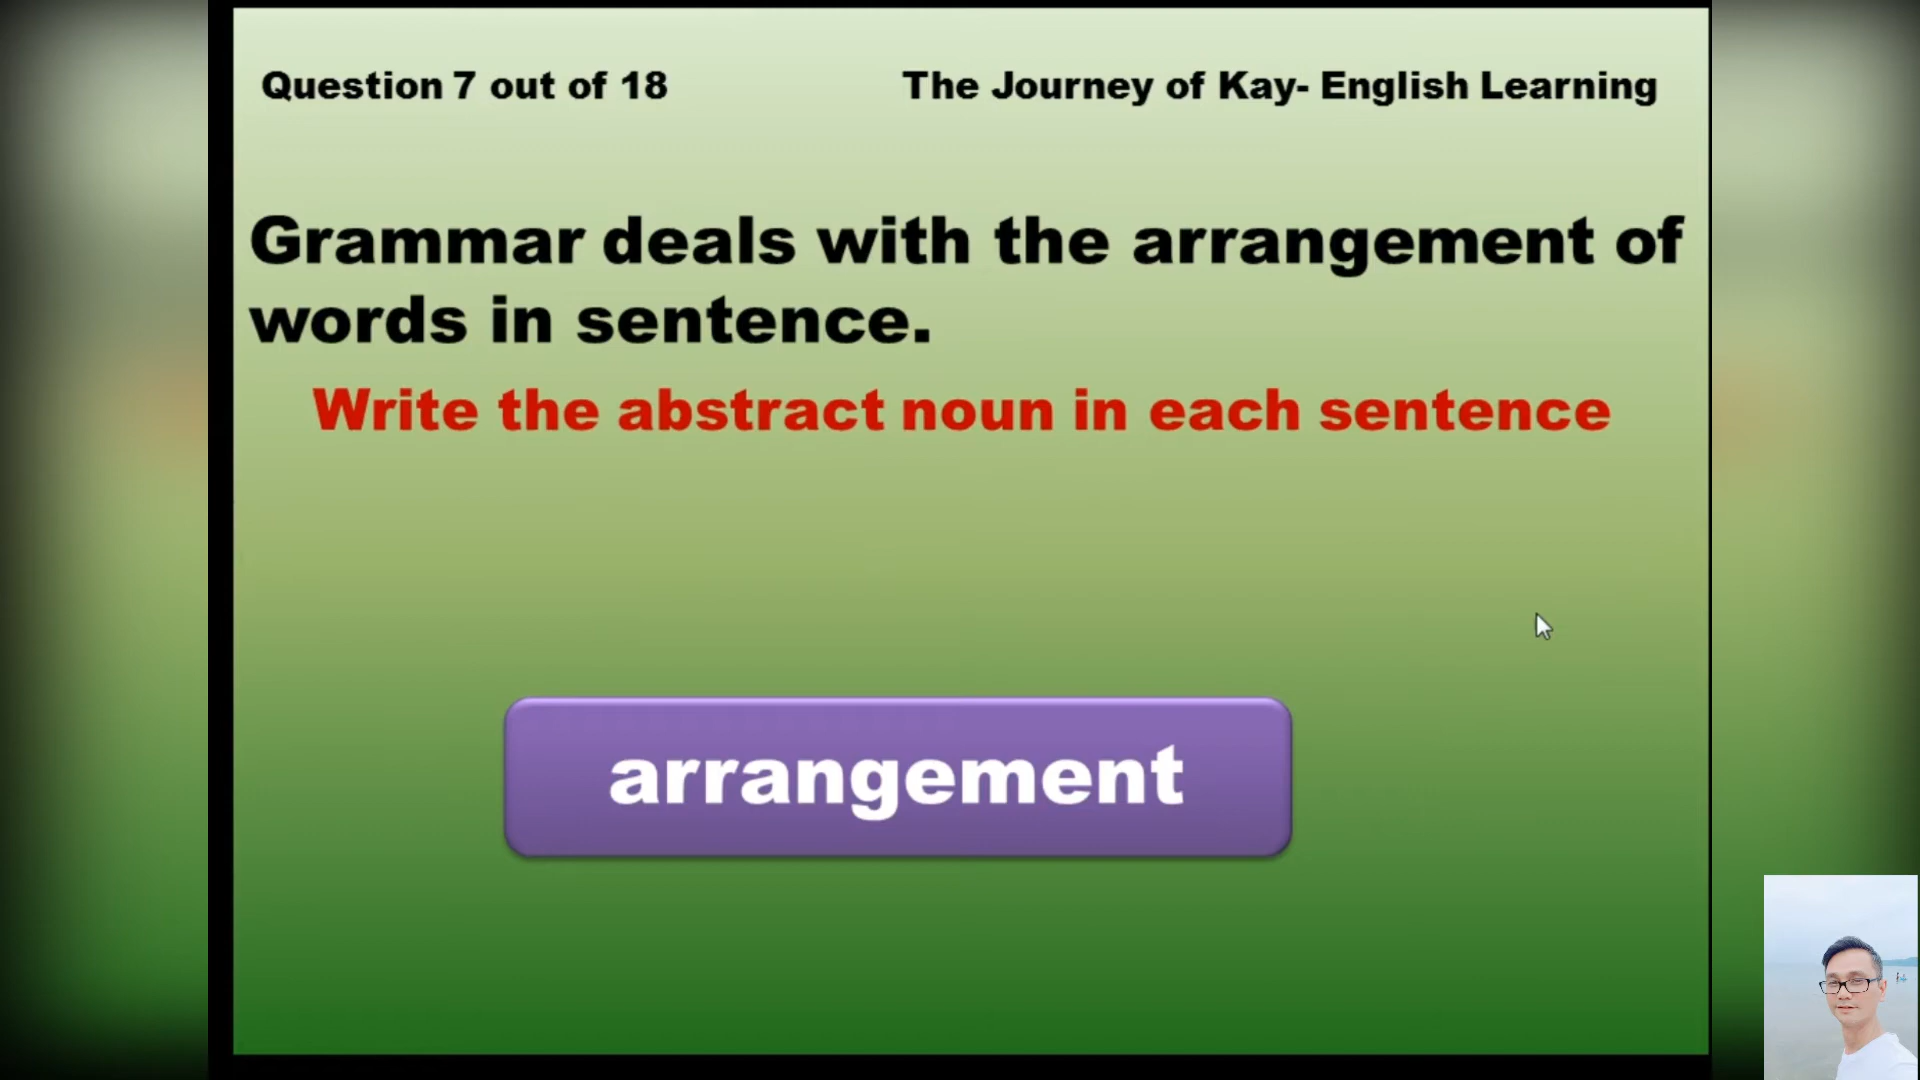 Question 7 out of 18
The Journey of Kay- English Learning
Grammar deals with the arrangement of
words in sentence.
Write the abstract noun in each sentence
arrangement